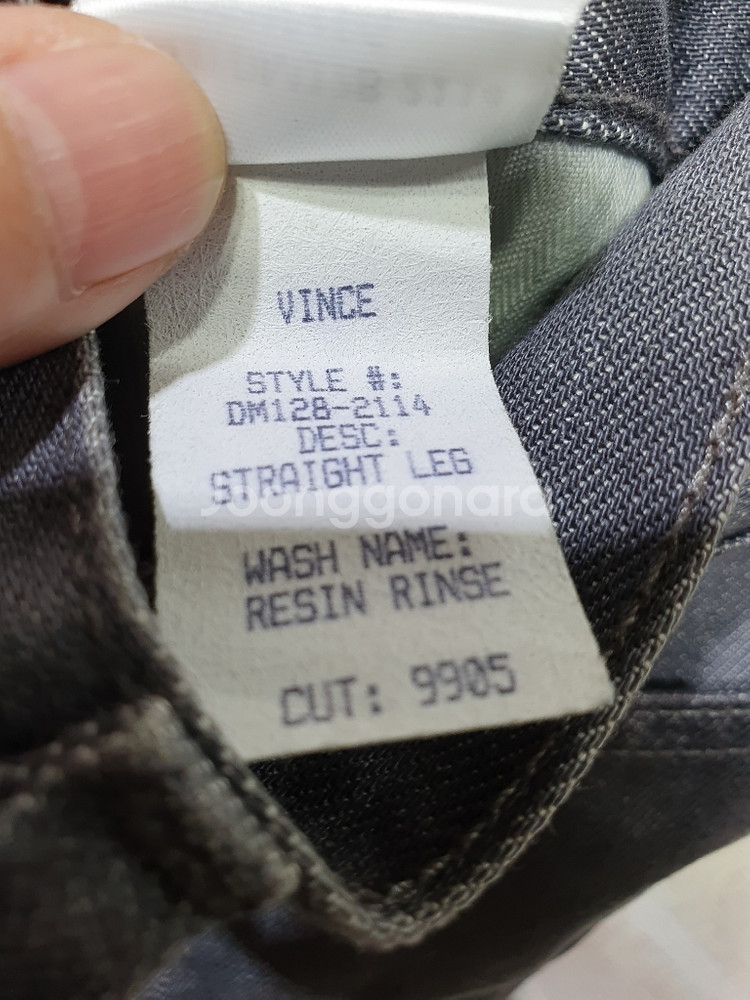 VINCE
STYLE #:
DM128-2114
DESC:
STRAIGHT LEG
Joonggonara
WASH NAME:
RESIN RINSE
CUT: 9905